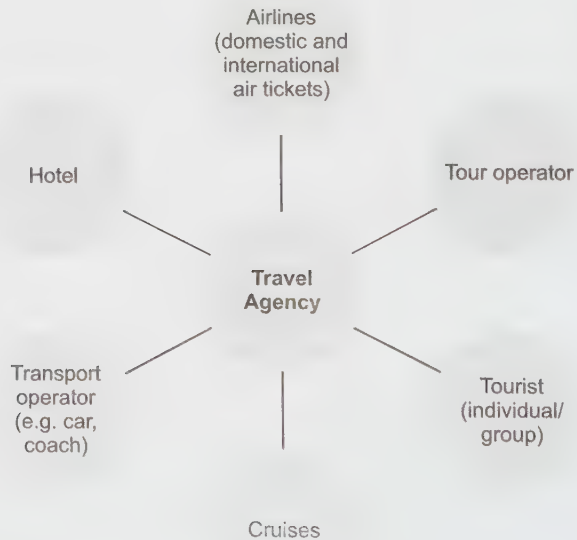 Airlines
(domestic and
international
air tickets)
Hotel
Tour operator
Travel
Agency
Transport
operator
(e.g. car,
coach)
Tourist
(individual/
group)
Cruises